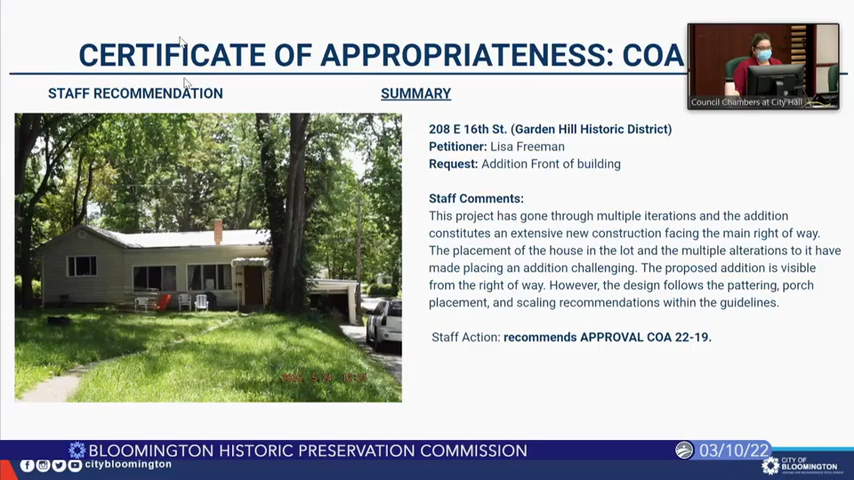 CERTIFICATE OF APPROPRIATENESS: COA
Council Chambers at City Hall
STAFF RECOMMENDATION
SUMMARY
208 E 16th St. (Garden Hill Historic District)
Petitioner: Lisa Freeman
Request: Addition Front of building
Staff Comments:
This project has gone through multiple iterations and the addition
constitutes an extensive new construction facing the main right of way.
The placement of the house in the lot and the multiple alterations to it have
made placing an addition challenging. The proposed addition is visible
from the right of way. However, the design follows the pattering, porch
placement, and scaling recommendations within the guidelines.
Staff Action: recommends APPROVAL COA 22-19.
BLOOMINGTON HISTORIC PRESERVATION COMMISSION
03/10/22
citybloomington
CITY OF
BLOOMINGTON